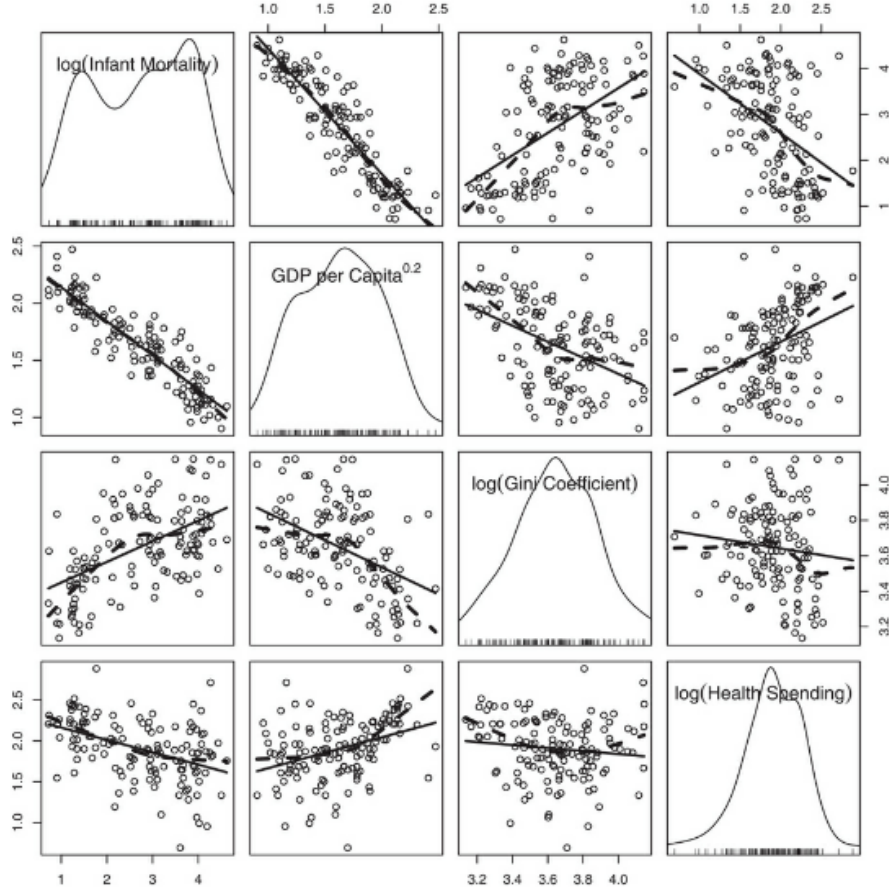 1.0 1.5 2.0 2.5
1.0 1.5 2.0 2.5
log(Infant Mortality)
1 2 3 4
1.0 1.5 2.0 2.5
GDP per Capita^0.2
log(Gini Coefficient)
3.2 3.4 3.6 3.8 4.0
1.0 1.5 2.0 2.5
log(Health Spending)
1 2 3 4
3.2 3.4 3.6 3.8 4.0